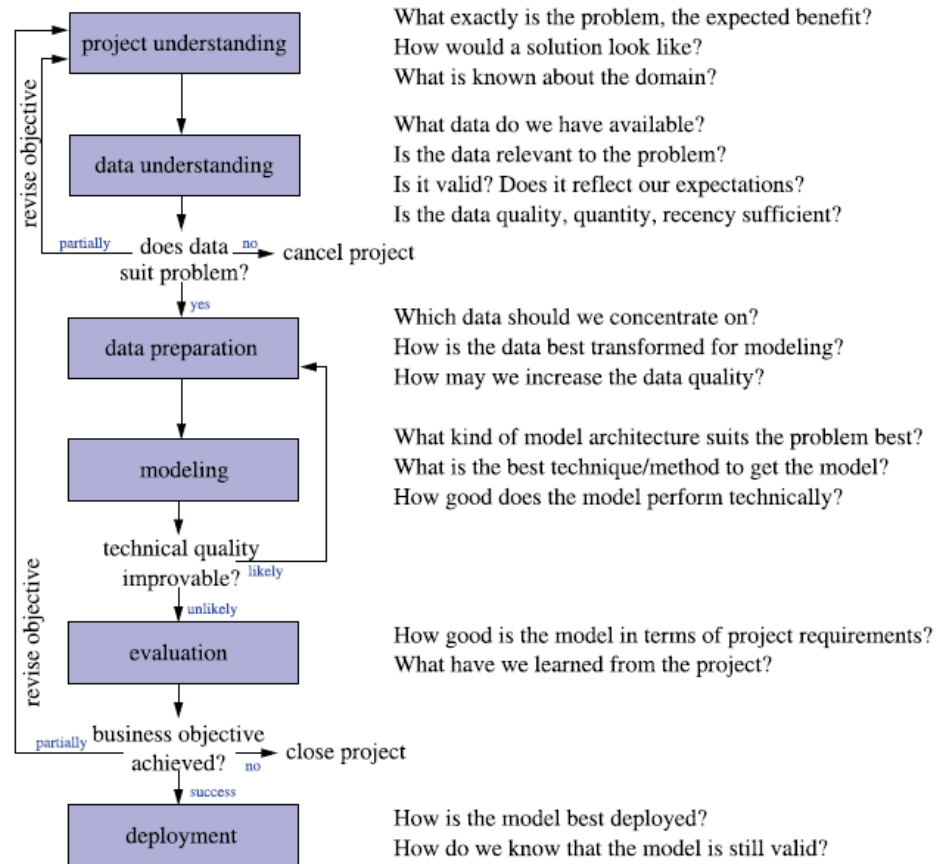 project understanding
What exactly is the problem, the expected benefit?
How would a solution look like?
What is known about the domain?
revise objective
data understanding
What data do we have available?
Is the data relevant to the problem?
Is it valid? Does it reflect our expectations?
Is the data quality, quantity, recency sufficient?
partially
does data
suit problem?
no
cancel project
yes
data preparation
Which data should we concentrate on?
How is the data best transformed for modeling?
How may we increase the data quality?
modeling
What kind of model architecture suits the problem best?
What is the best technique/method to get the model?
How good does the model perform technically?
technical quality
improvable?
likely
unlikely
revise objective
evaluation
How good is the model in terms of project requirements?
What have we learned from the project?
partially
business objective
achieved?
no
close project
success
deployment
How is the model best deployed?
How do we know that the model is still valid?